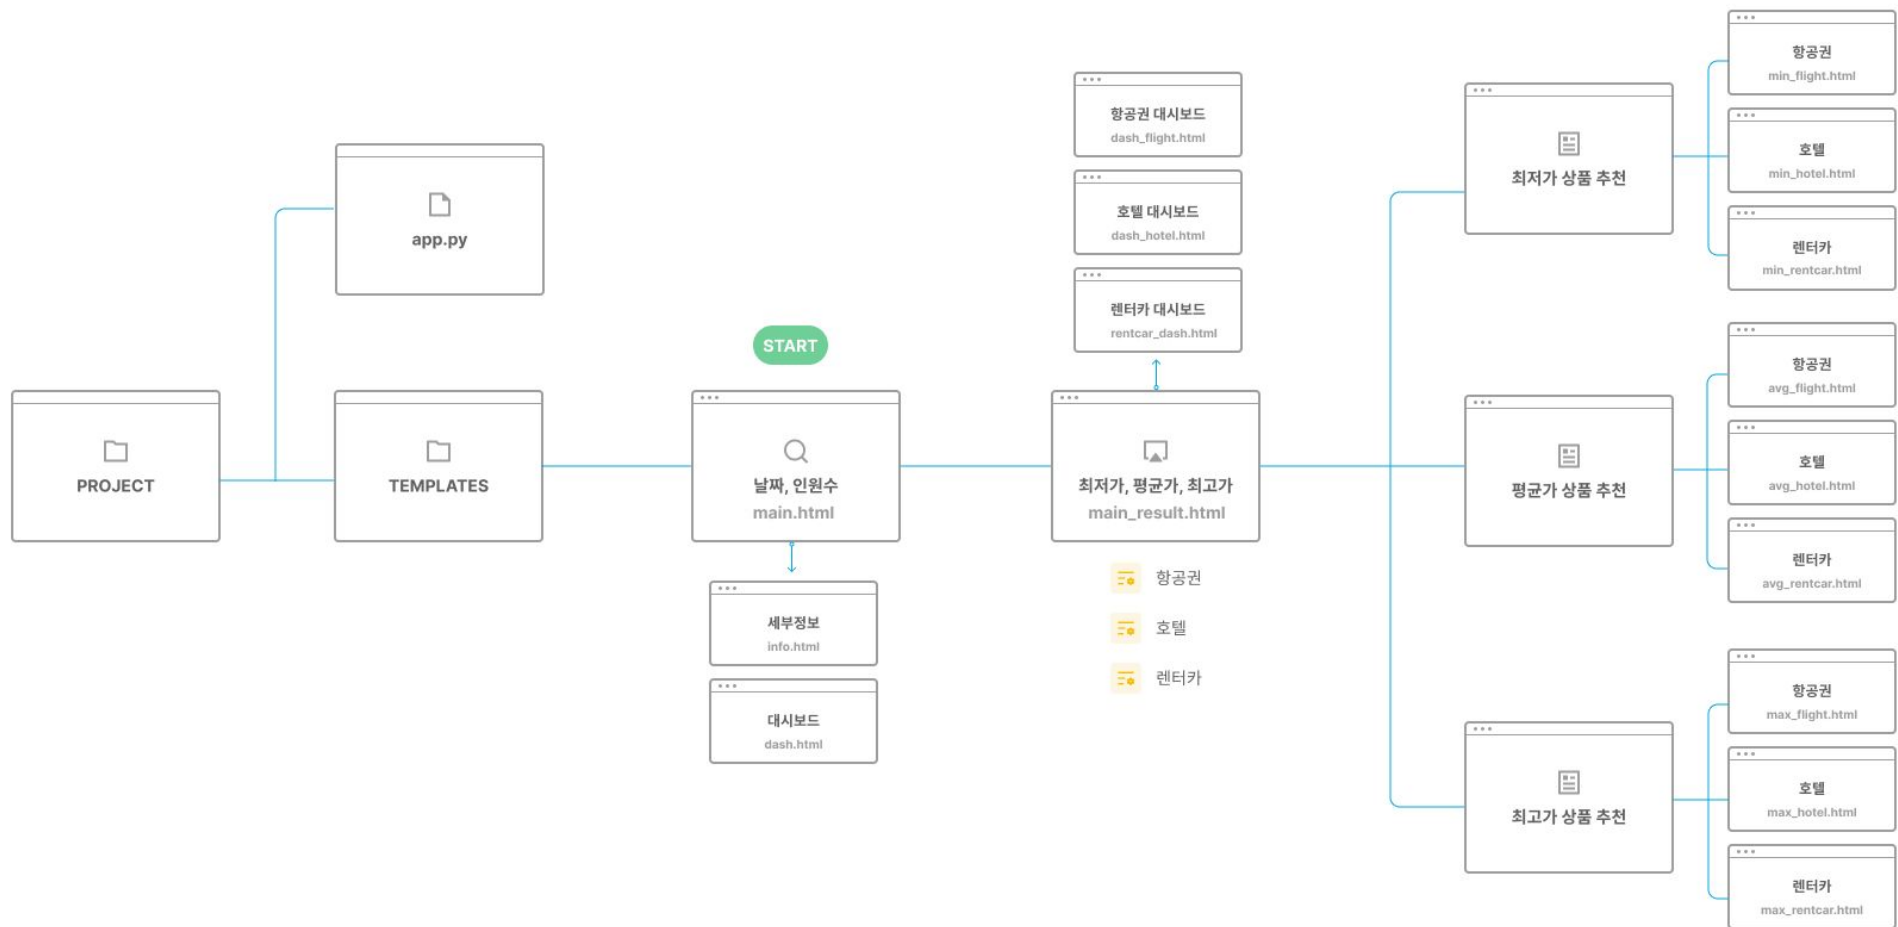 PROJECT
app.py
TEMPLATES
START
날짜, 인원수
main.html
세부정보
info.html
대시보드
dash.html
항공권 대시보드
dash_flight.html
호텔 대시보드
dash_hotel.html
렌터카 대시보드
rentcar_dash.html
최저가, 평균가, 최고가
main_result.html
항공권
호텔
렌터카
최저가 상품 추천
항공권
min_flight.html
호텔
min_hotel.html
렌터카
min_rentcar.html
평균가 상품 추천
항공권
avg_flight.html
호텔
avg_hotel.html
렌터카
avg_rentcar.html
최고가 상품 추천
항공권
max_flight.html
호텔
max_hotel.html
렌터카
max_rentcar.html